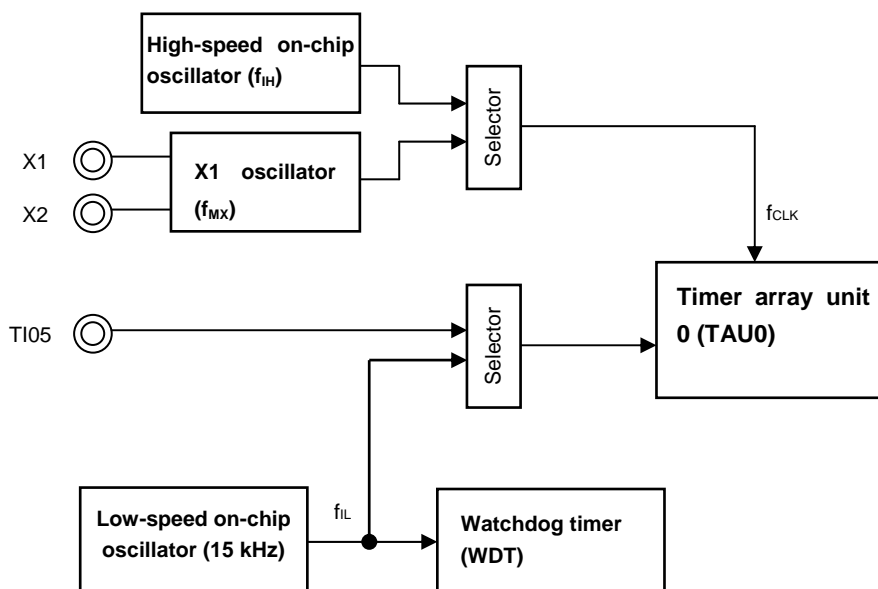 High-speed on-chip
oscillator (fIH)
Selector
X1
X1 oscillator
(fMX)
X2
fCLK
Timer array unit
0 (TAU0)
TI05
Selector
Low-speed on-chip
oscillator (15 kHz)
fIL
Watchdog timer
(WDT)